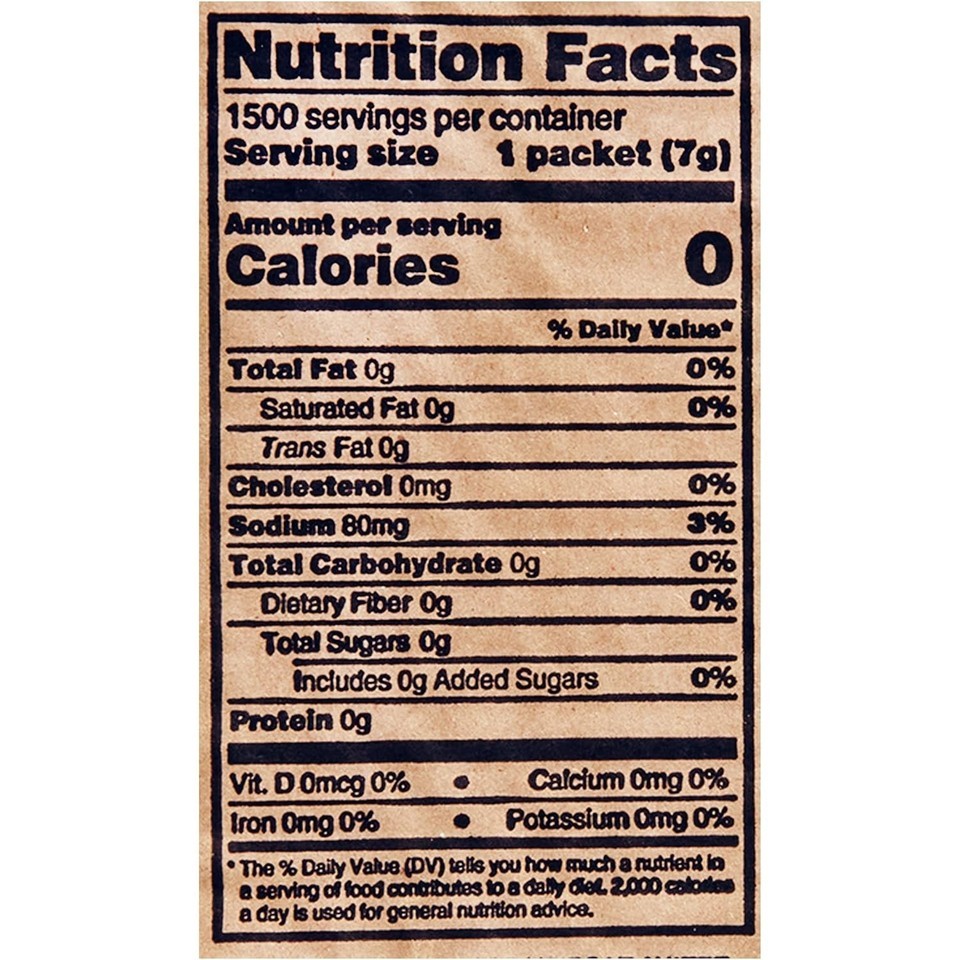 Nutrition Facts
1500 servings per container
Serving size 1 packet (7g)
Amount per serving
Calories 0
% Daily Value*
Total Fat 0g 0%
Saturated Fat 0g 0%
Trans Fat 0g
Cholesterol 0mg 0%
Sodium 80mg 3%
Total Carbohydrate 0g 0%
Dietary Fiber 0g 0%
Total Sugars 0g
Includes 0g Added Sugars 0%
Protein 0g
Vit. D 0mcg 0% • Calcium 0mg 0%
Iron 0mg 0% • Potassium 0mg 0%
* The % Daily Value (DV) tells you how much a nutrient in
a serving of food contributes to a daily diet. 2,000 calories
a day is used for general nutrition advice.